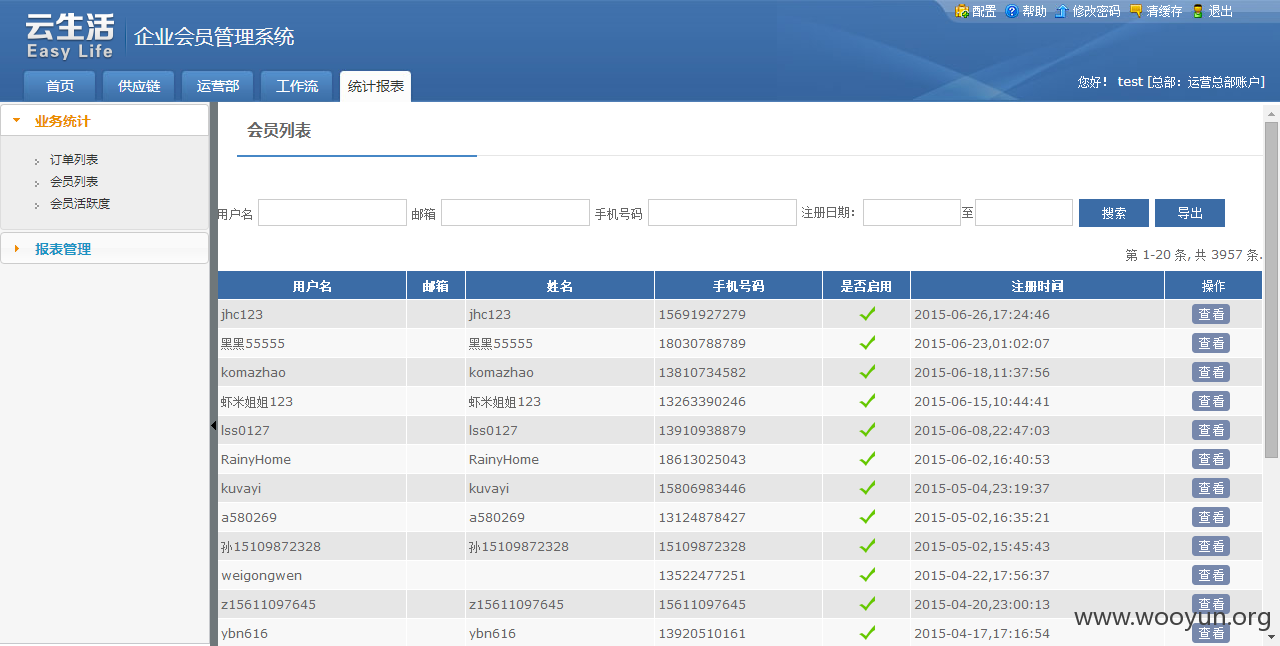 云生活
Easy Life
企业会员管理系统
配置 帮助 修改密码 清缓存 退出
首页 供应链 运营部 工作流 统计报表
您好！ test [总部：运营总部账户]
业务统计
订单列表
会员列表
会员活跃度
报表管理
会员列表
用户名 邮箱 手机号码 注册日期： 至 搜索 导出
第 1-20 条, 共 3957 条.
用户名 邮箱 姓名 手机号码 是否启用 注册时间 操作
jhc123 jhc123 15691927279 2015-06-26,17:24:46 查看
黑黑55555 黑黑55555 18030788789 2015-06-23,01:02:07 查看
komazhao komazhao 13810734582 2015-06-18,11:37:56 查看
虾米姐姐123 虾米姐姐123 13263390246 2015-06-15,10:44:41 查看
lss0127 lss0127 13910938879 2015-06-08,22:47:03 查看
RainyHome RainyHome 18613025043 2015-06-02,16:40:53 查看
kuvayi kuvayi 15806983446 2015-05-04,23:19:37 查看
a580269 a580269 13124878427 2015-05-02,16:35:21 查看
孙15109872328 孙15109872328 15109872328 2015-05-02,15:45:43 查看
weigongwen 13522477251 2015-04-22,17:56:37 查看
z15611097645 z15611097645 15611097645 2015-04-20,23:00:13 查看
ybn616 ybn616 13920510161 2015-04-17,17:16:54 查看
www.wooyun.org